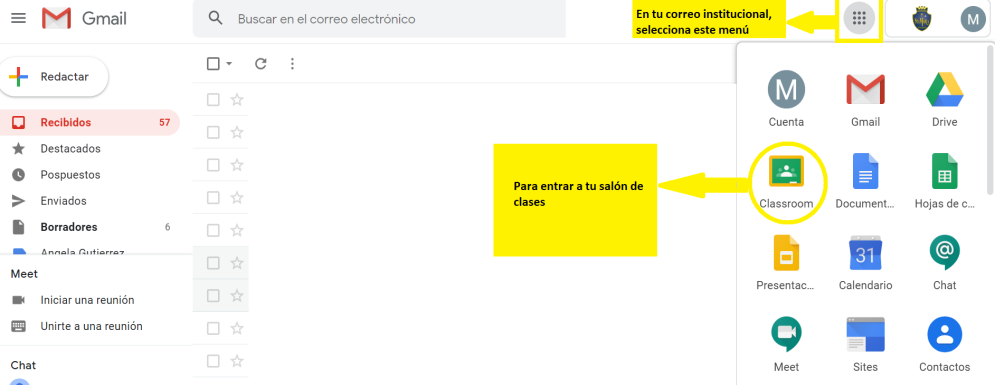 Gmail
Buscar en el correo electrónico
En tu correo institucional,
selecciona este menú
M
Redactar
Recibidos 57
Destacados
Pospuestos
Enviados
Borradores 6
Angela Gutierrez
Meet
Iniciar una reunión
Unirte a una reunión
Chat
Para entrar a tu salón de
clases
M
Cuenta Gmail Drive
Classroom Document... Hojas de c...
31
Presentac... Calendario Chat
Meet Sites Contactos